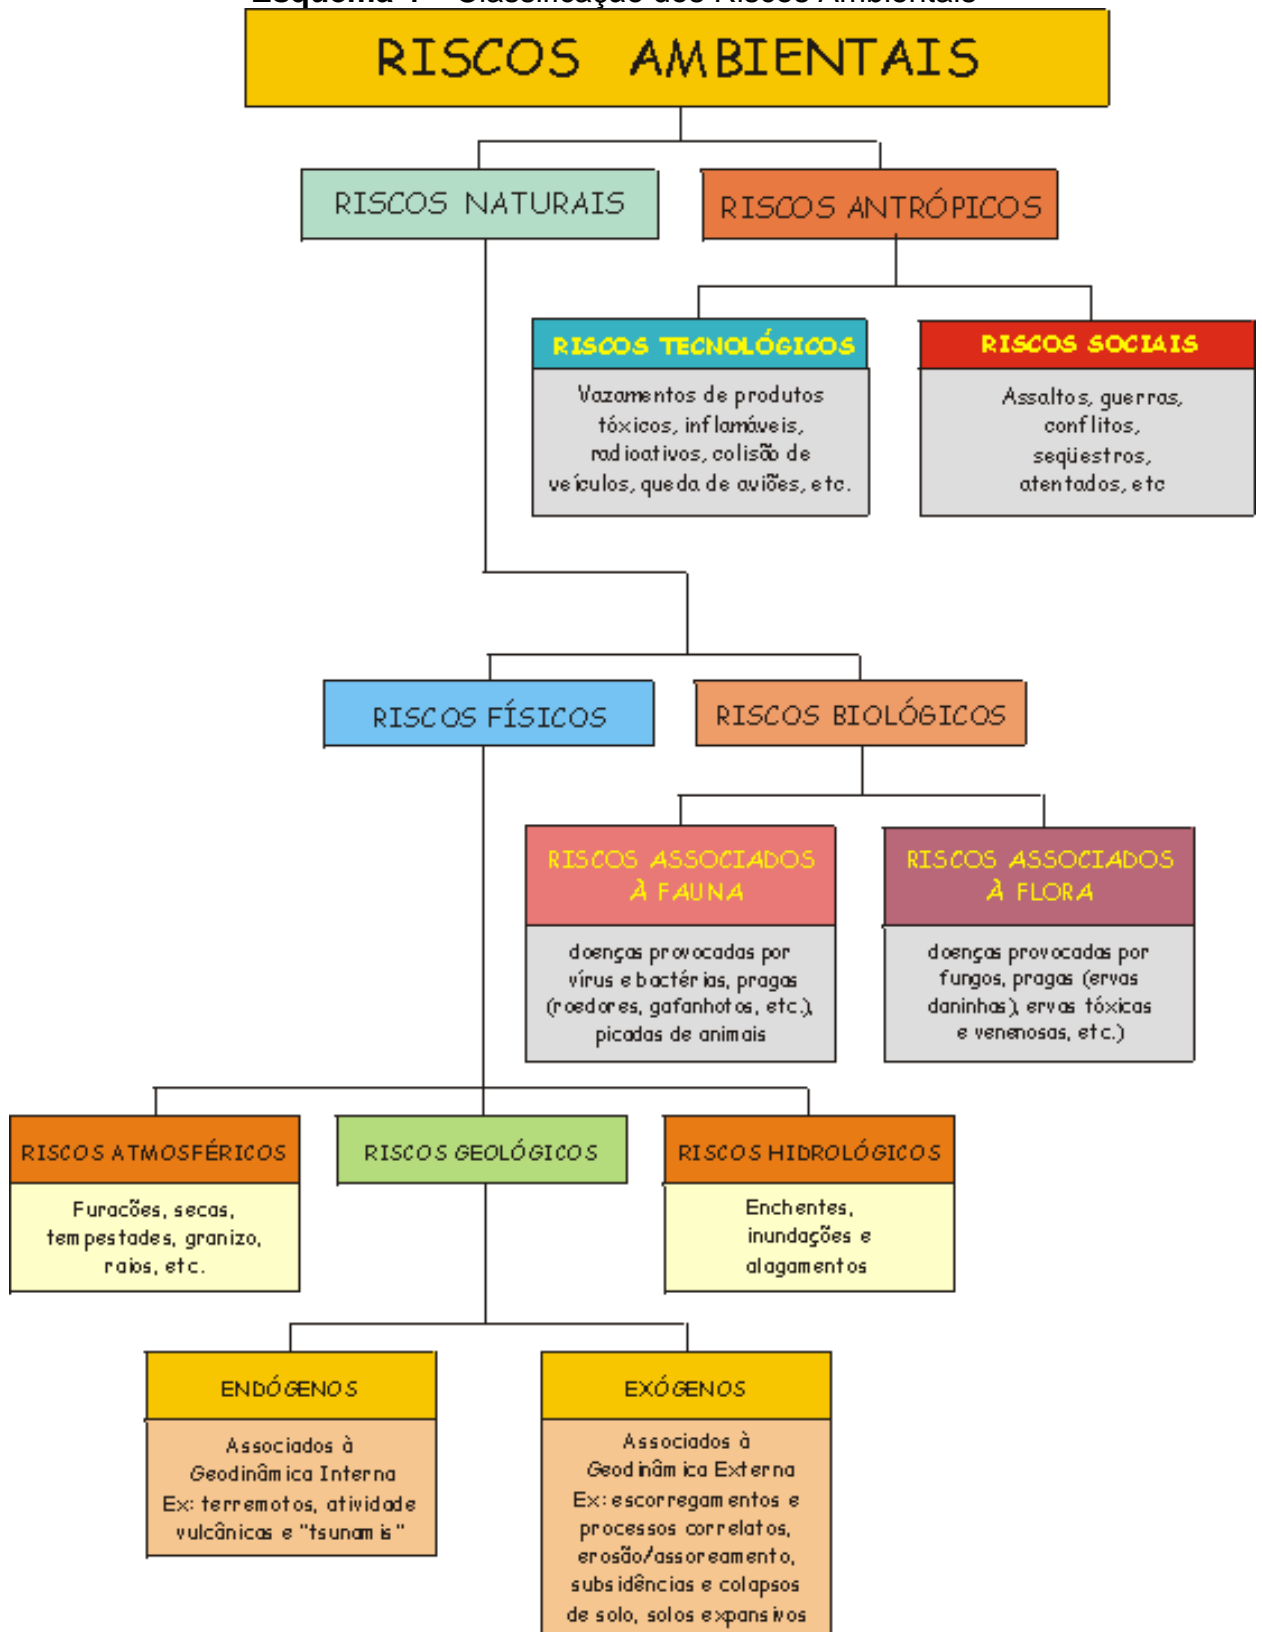 Classificação dos Riscos Ambientais
RISCOS AMBIENTAIS
RISCOS NATURAIS
RISCOS ANTRÓPICOS
RISCOS TECNOLÓGICOS
Vazamentos de produtos
tóxicos, inflamáveis,
radioativos, colisão de
veículos, queda de aviões, etc.
RISCOS SOCIAIS
Assaltos, guerras,
conflitos,
seqüestros,
atentados, etc
RISCOS FÍSICOS
RISCOS BIOLÓGICOS
RISCOS ASSOCIADOS
À FAUNA
doenças provocadas por
vírus e bactérias, pragas
(roedores, gafanhotos, etc.),
picadas de animais
RISCOS ASSOCIADOS
À FLORA
doenças provocadas por
fungos, pragas (ervas
daninhas), ervas tóxicas
e venenosas, etc.)
RISCOS ATMOSFÉRICOS
Furacões, secas,
tempestades, granizo,
raios, etc.
RISCOS GEOLÓGICOS
RISCOS HIDROLÓGICOS
Enchentes,
inundações e
alagamentos
ENDÓGENOS
Associados à
Geodinâmica Interna
Ex: terremotos, atividade
vulcânicas e "tsunamis"
EXÓGENOS
Associados à
Geodinâmica Externa
Ex: escorregamentos e
processos correlatos,
erosão/assoreamento,
subsidências e colapsos
de solo, solos expansivos